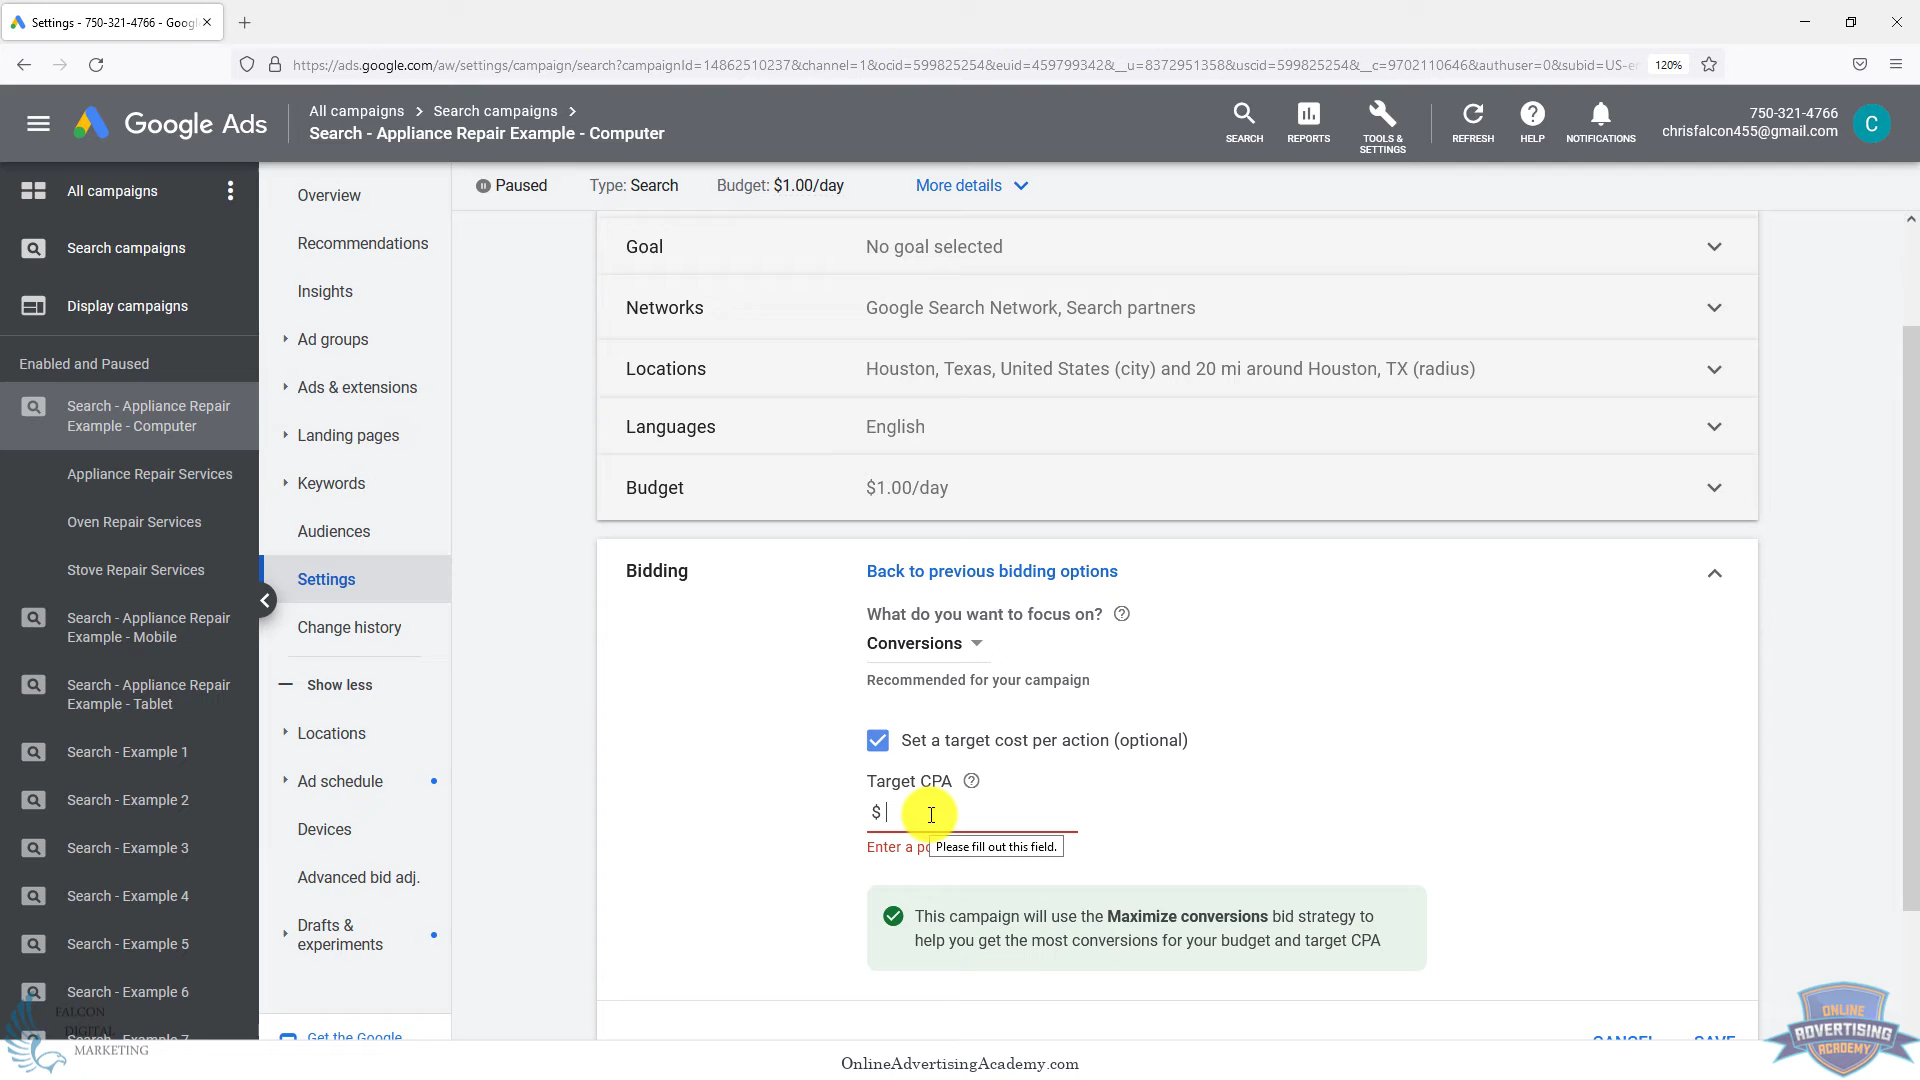 Settings - 750-321-4766 - Googl
https://ads.google.com/aw/settings/campaign/search?campaignId=14862510237&channel=1&ocid=599825254&euid=459799342&__u=8372951358&uscid=599825254&__c=9702110646&authuser=0&subid=US-e
120%
Google Ads
All campaigns > Search campaigns >
Search - Appliance Repair Example - Computer
SEARCH
REPORTS
TOOLS &
SETTINGS
REFRESH
HELP
NOTIFICATIONS
750-321-4766
chrisfalcon455@gmail.com
C
All campaigns
Search campaigns
Display campaigns
Enabled and Paused
Search - Appliance Repair
Example - Computer
Appliance Repair Services
Oven Repair Services
Stove Repair Services
Search - Appliance Repair
Example - Mobile
Search - Appliance Repair
Example - Tablet
Search - Example 1
Search - Example 2
Search - Example 3
Search - Example 4
Search - Example 5
Search - Example 6
Search - Example 7
FALCON
DIGITAL
MARKETING
Overview
Recommendations
Insights
Ad groups
Ads & extensions
Landing pages
Keywords
Audiences
Settings
Change history
Show less
Locations
Ad schedule
Devices
Advanced bid adj.
Drafts &
experiments
Get the Google
Paused
Type: Search
Budget: $1.00/day
More details
Goal
No goal selected
Networks
Google Search Network, Search partners
Locations
Houston, Texas, United States (city) and 20 mi around Houston, TX (radius)
Languages
English
Budget
$1.00/day
Bidding
Back to previous bidding options
What do you want to focus on?
Conversions
Recommended for your campaign
Set a target cost per action (optional)
Target CPA
$
Enter a po
Please fill out this field.
This campaign will use the Maximize conversions bid strategy to
help you get the most conversions for your budget and target CPA
CANCEL
SAVE
ONLINE
ADVERTISING
ACADEMY
OnlineAdvertisingAcademy.com